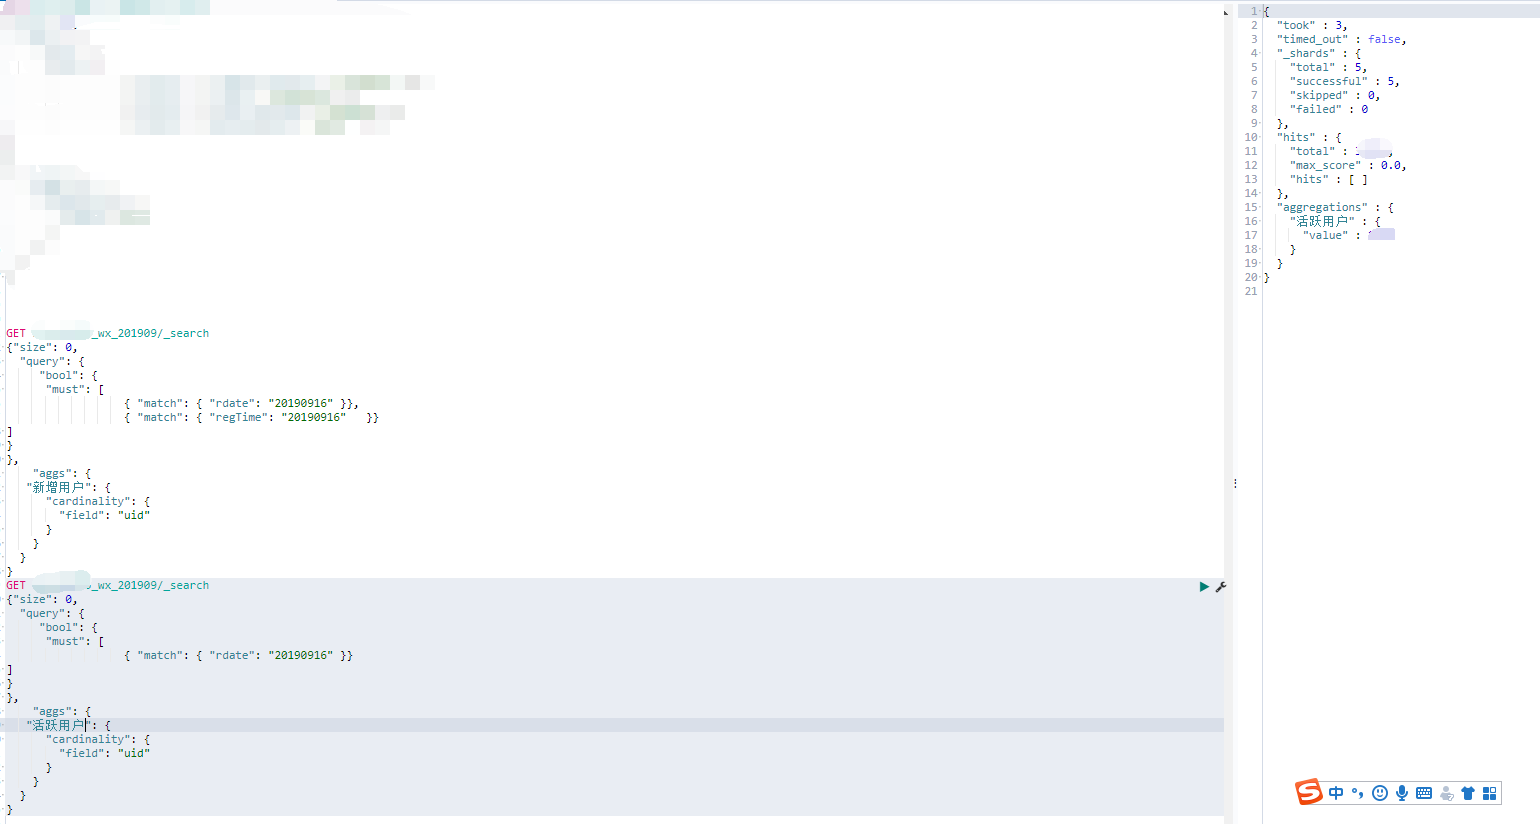 GET _wx_201909/_search
{"size": 0,
"query": {
"bool": {
"must": [
{ "match": { "rdate": "20190916" }},
{ "match": { "regTime": "20190916" }}
]
}
},
"aggs": {
"新增用户": {
"cardinality": {
"field": "uid"
}
}
}
}
GET _wx_201909/_search
{"size": 0,
"query": {
"bool": {
"must": [
{ "match": { "rdate": "20190916" }}
]
}
},
"aggs": {
"活跃用户": {
"cardinality": {
"field": "uid"
}
}
}
}
1 {
2 "took" : 3,
3 "timed_out" : false,
4 "_shards" : {
5 "total" : 5,
6 "successful" : 5,
7 "skipped" : 0,
8 "failed" : 0
9 },
10 "hits" : {
11 "total" :
12 "max_score" : 0.0,
13 "hits" : [ ]
14 },
15 "aggregations" : {
16 "活跃用户" : {
17 "value" :
18 }
19 }
20 }
21
S 中